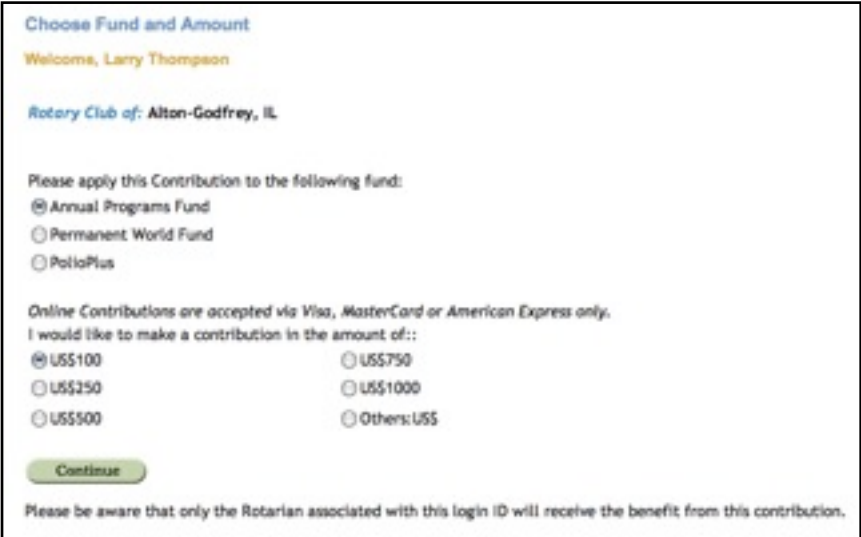 Choose Fund and Amount
Welcome, Larry Thompson
Rotary Club of: Alton-Godfrey, IL
Please apply this Contribution to the following fund:
Annual Programs Fund
Permanent World Fund
PolioPlus
Online Contributions are accepted via Visa, MasterCard or American Express only.
I would like to make a contribution in the amount of::
US$100 US$750
US$250 US$1000
US$500 Others:US$
Continue
Please be aware that only the Rotarian associated with this login ID will receive the benefit from this contribution.